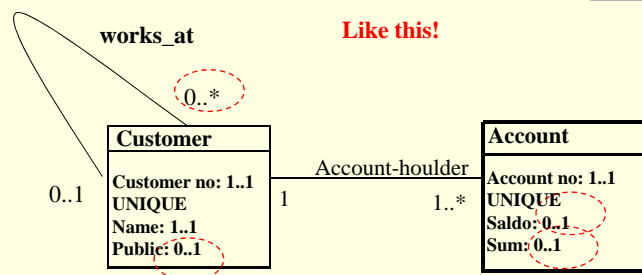 works_at
Like this!
0..*
Customer
Customer no: 1..1
UNIQUE
Name: 1..1
Public: 0..1
0..1
1
Account-houlder
1..*
Account
Account no: 1..1
UNIQUE
Saldo: 0..1
Sum: 0..1